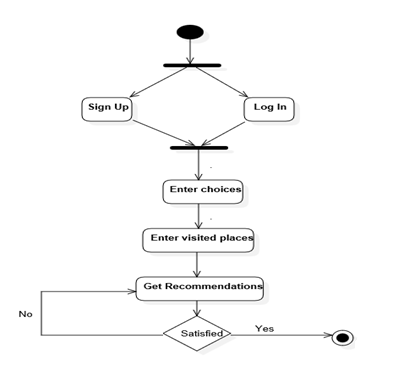 Sign Up
Log In
Enter choices
Enter visited places
Get Recommendations
No
Satisfied
Yes